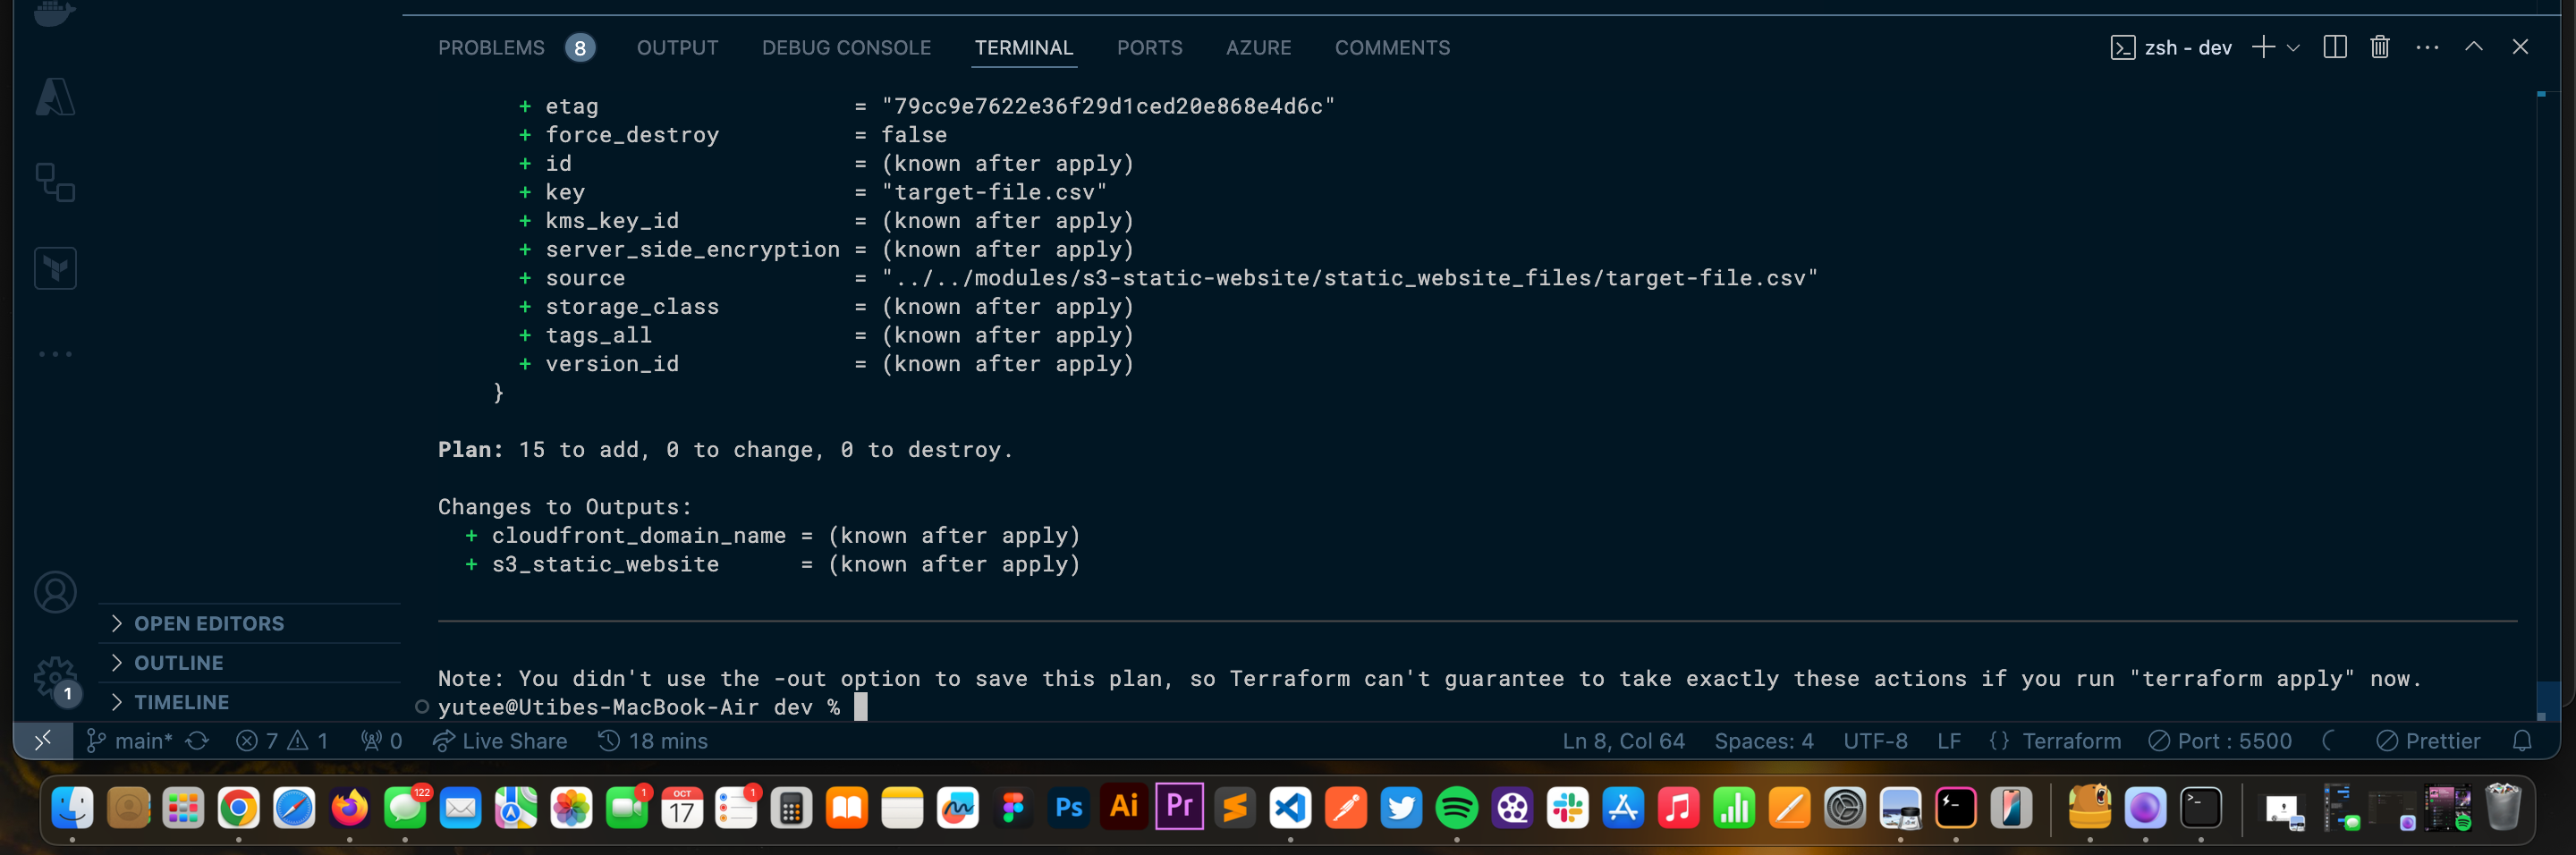 PROBLEMS 8 OUTPUT DEBUG CONSOLE TERMINAL PORTS AZURE COMMENTS zsh - dev
+ etag = "79cc9e7622e36f29d1ced20e868e4d6c"
+ force_destroy = false
+ id = (known after apply)
+ key = "target-file.csv"
+ kms_key_id = (known after apply)
+ server_side_encryption = (known after apply)
+ source = "../../modules/s3-static-website/static_website_files/target-file.csv"
+ storage_class = (known after apply)
+ tags_all = (known after apply)
+ version_id = (known after apply)
}
Plan: 15 to add, 0 to change, 0 to destroy.
Changes to Outputs:
+ cloudfront_domain_name = (known after apply)
+ s3_static_website = (known after apply)
OPEN EDITORS
OUTLINE
1
TIMELINE
Note: You didn't use the -out option to save this plan, so Terraform can't guarantee to take exactly these actions if you run "terraform apply" now.
yutee@Utibes-MacBook-Air dev %
main* 7 1 0 Live Share 18 mins Ln 8, Col 64 Spaces: 4 UTF-8 LF {} Terraform Port : 5500 Prettier
122 1 OCT 17 1 Ps Ai Pr